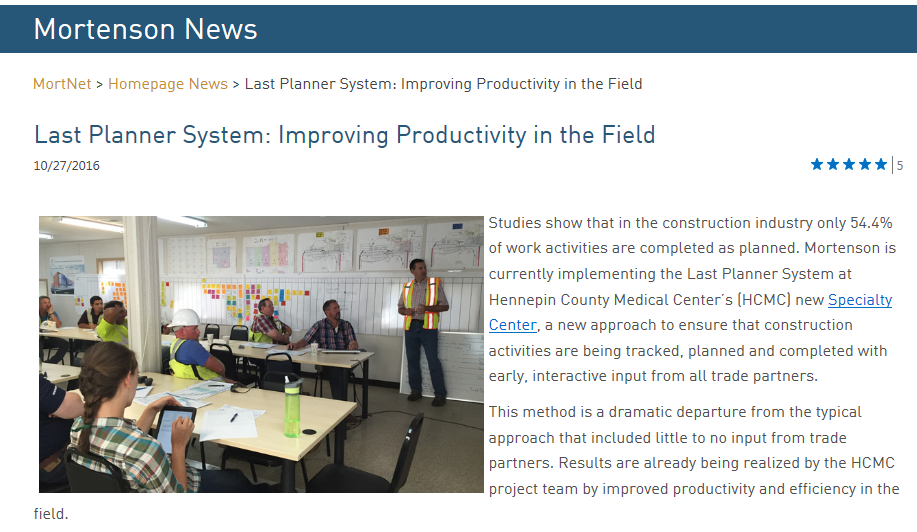 Mortenson News
MortNet > Homepage News > Last Planner System: Improving Productivity in the Field
Last Planner System: Improving Productivity in the Field
10/27/2016
5
Studies show that in the construction industry only 54.4%
of work activities are completed as planned. Mortenson is
currently implementing the Last Planner System at
Hennepin County Medical Center's (HCMC) new Specialty
Center, a new approach to ensure that construction
activities are being tracked, planned and completed with
early, interactive input from all trade partners.
This method is a dramatic departure from the typical
approach that included little to no input from trade
partners. Results are already being realized by the HCMC
project team by improved productivity and efficiency in the
field.